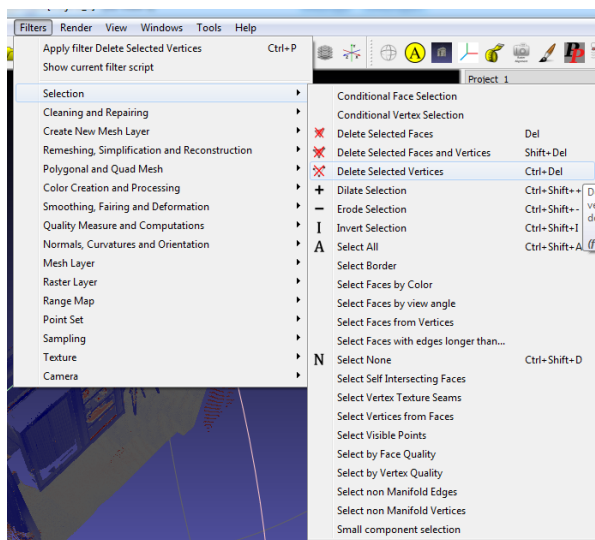 Filters Render View Windows Tools Help
Apply filter Delete Selected Vertices Ctrl+P
Show current filter script
A
Project_1
Selection
Cleaning and Repairing
Create New Mesh Layer
Remeshing, Simplification and Reconstruction
Polygonal and Quad Mesh
Color Creation and Processing
Smoothing, Fairing and Deformation
Quality Measure and Computations
Normals, Curvatures and Orientation
Mesh Layer
Raster Layer
Range Map
Point Set
Sampling
Texture
Camera
Conditional Face Selection
Conditional Vertex Selection
Delete Selected Faces Del
Delete Selected Faces and Vertices Shift+Del
Delete Selected Vertices Ctrl+Del
+ Dilate Selection Ctrl+Shift++
− Erode Selection Ctrl+Shift+-
I Invert Selection Ctrl+Shift+I
A Select All Ctrl+Shift+A
Select Border
Select Faces by Color
Select Faces by view angle
Select Faces from Vertices
Select Faces with edges longer than...
N Select None Ctrl+Shift+D
Select Self Intersecting Faces
Select Vertex Texture Seams
Select Vertices from Faces
Select Visible Points
Select by Face Quality
Select by Vertex Quality
Select non Manifold Edges
Select non Manifold Vertices
Small component selection